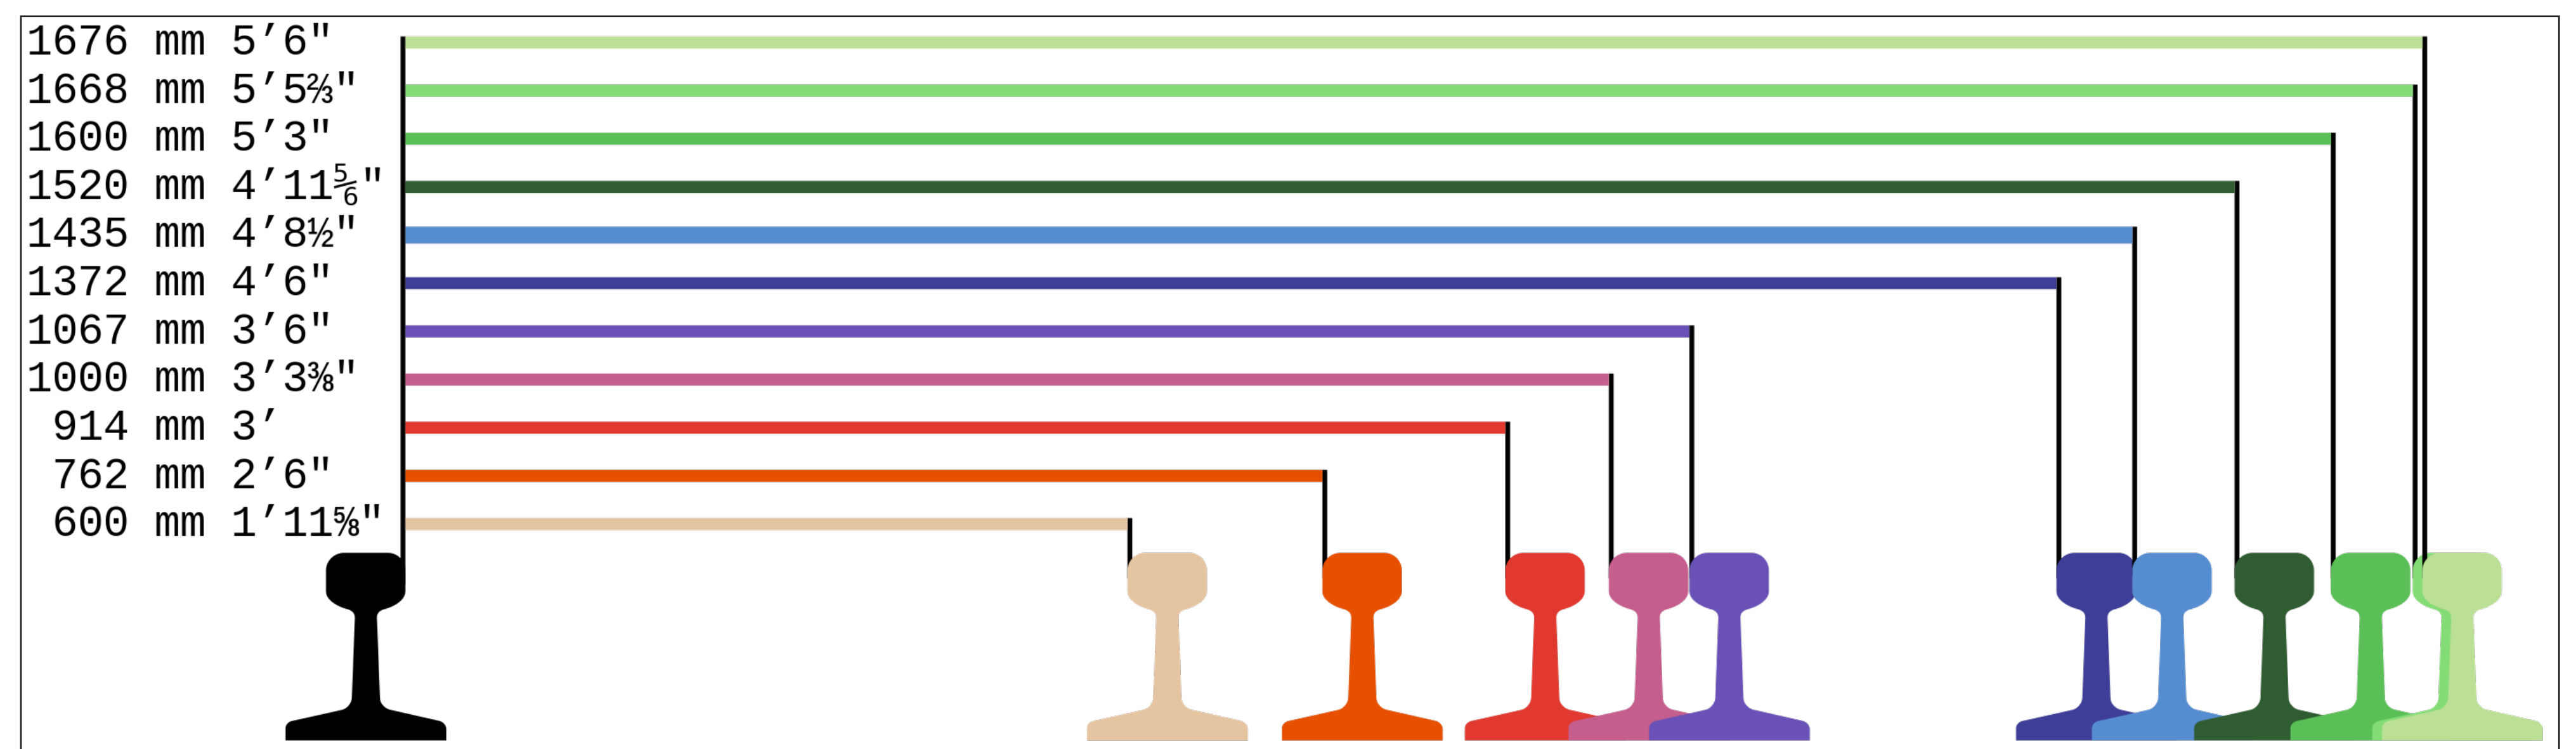 1676 mm 5′6"
1668 mm 5′5⅔"
1600 mm 5′3"
1520 mm 4′11⅚"
1435 mm 4′8½"
1372 mm 4′6"
1067 mm 3′6"
1000 mm 3′3⅜"
914 mm 3′
762 mm 2′6"
600 mm 1′11⅝"